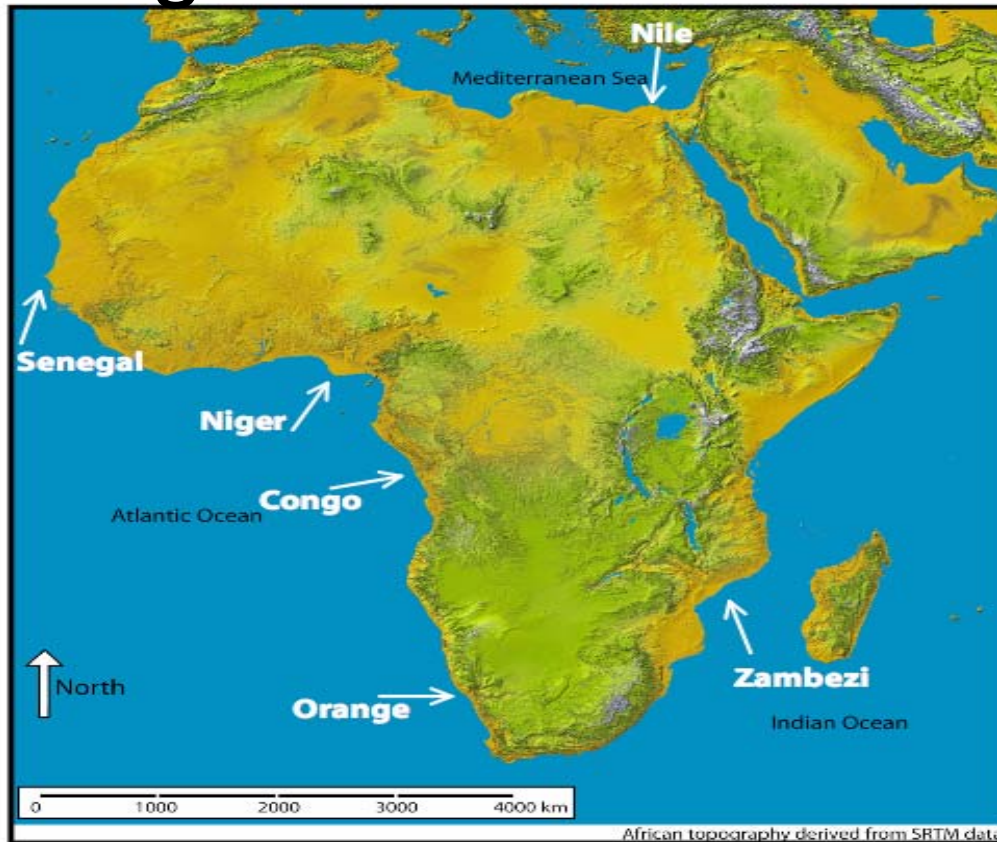 g
Nile
Mediterranean Sea
Senegal
Niger
Congo
Atlantic Ocean
Zambezi
North
Orange
Indian Ocean
0 1000 2000 3000 4000 km
African topography derived from SRTM data